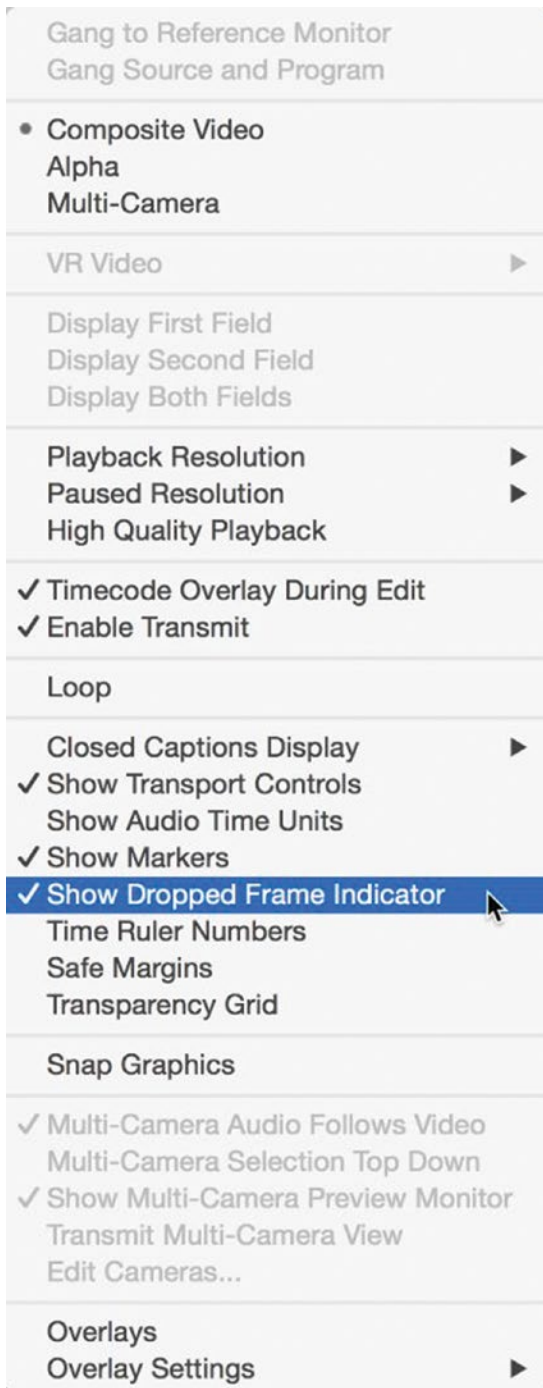 Gang to Reference Monitor
Gang Source and Program
Composite Video
Alpha
Multi-Camera
VR Video
Display First Field
Display Second Field
Display Both Fields
Playback Resolution
Paused Resolution
High Quality Playback
Timecode Overlay During Edit
Enable Transmit
Loop
Closed Captions Display
Show Transport Controls
Show Audio Time Units
Show Markers
Show Dropped Frame Indicator
Time Ruler Numbers
Safe Margins
Transparency Grid
Snap Graphics
Multi-Camera Audio Follows Video
Multi-Camera Selection Top Down
Show Multi-Camera Preview Monitor
Transmit Multi-Camera View
Edit Cameras...
Overlays
Overlay Settings